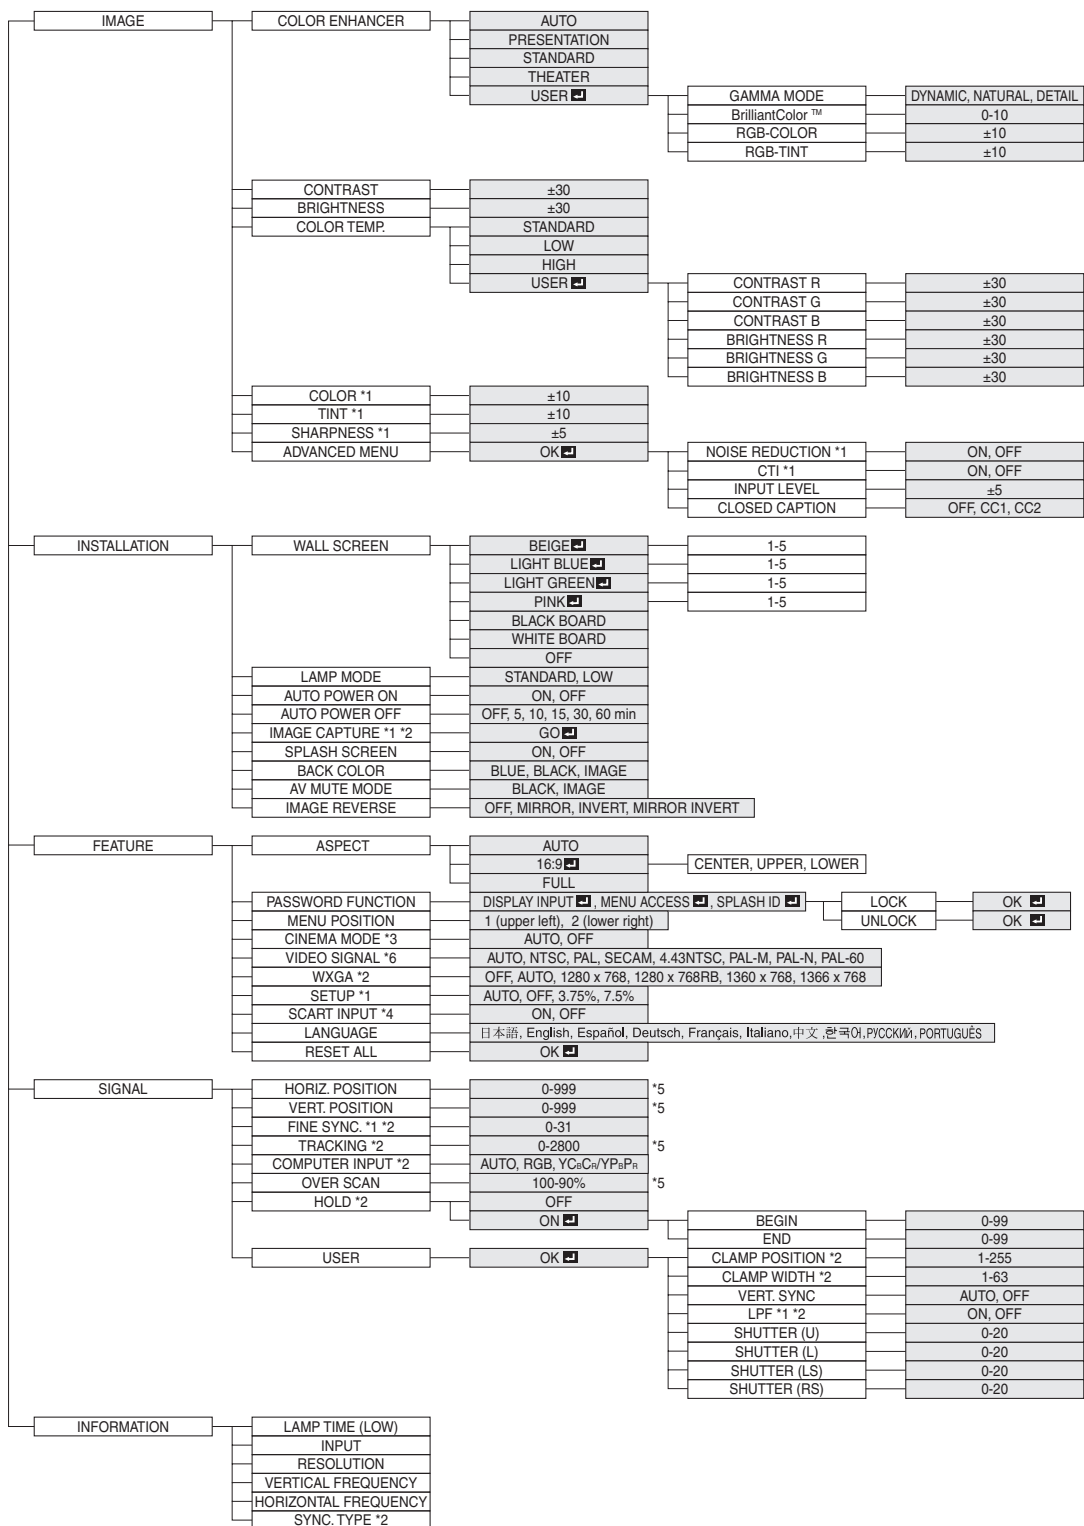 IMAGE
COLOR ENHANCER
AUTO
PRESENTATION
STANDARD
THEATER
USER
GAMMA MODE
DYNAMIC, NATURAL, DETAIL
BrilliantColor ™
0-10
RGB-COLOR
±10
RGB-TINT
±10
CONTRAST
±30
BRIGHTNESS
±30
COLOR TEMP.
STANDARD
LOW
HIGH
USER
CONTRAST R
±30
CONTRAST G
±30
CONTRAST B
±30
BRIGHTNESS R
±30
BRIGHTNESS G
±30
BRIGHTNESS B
±30
COLOR *1
±10
TINT *1
±10
SHARPNESS *1
±5
ADVANCED MENU
OK
NOISE REDUCTION *1
ON, OFF
CTI *1
ON, OFF
INPUT LEVEL
±5
CLOSED CAPTION
OFF, CC1, CC2
INSTALLATION
WALL SCREEN
BEIGE
1-5
LIGHT BLUE
1-5
LIGHT GREEN
1-5
PINK
1-5
BLACK BOARD
WHITE BOARD
OFF
LAMP MODE
STANDARD, LOW
AUTO POWER ON
ON, OFF
AUTO POWER OFF
OFF, 5, 10, 15, 30, 60 min
IMAGE CAPTURE *1 *2
GO
SPLASH SCREEN
ON, OFF
BACK COLOR
BLUE, BLACK, IMAGE
AV MUTE MODE
BLACK, IMAGE
IMAGE REVERSE
OFF, MIRROR, INVERT, MIRROR INVERT
FEATURE
ASPECT
AUTO
16:9
CENTER, UPPER, LOWER
FULL
PASSWORD FUNCTION
DISPLAY INPUT , MENU ACCESS , SPLASH ID
LOCK
OK
UNLOCK
OK
MENU POSITION
1 (upper left), 2 (lower right)
CINEMA MODE *3
AUTO, OFF
VIDEO SIGNAL *6
AUTO, NTSC, PAL, SECAM, 4.43NTSC, PAL-M, PAL-N, PAL-60
WXGA *2
OFF, AUTO, 1280 x 768, 1280 x 768RB, 1360 x 768, 1366 x 768
SETUP *1
AUTO, OFF, 3.75%, 7.5%
SCART INPUT *4
ON, OFF
LANGUAGE
日本語, English, Español, Deutsch, Français, Italiano,中文 ,한국어,РУССКИЙ, PORTUGUÊS
RESET ALL
OK
SIGNAL
HORIZ. POSITION
0-999
*5
VERT. POSITION
0-999
*5
FINE SYNC. *1 *2
0-31
TRACKING *2
0-2800
*5
COMPUTER INPUT *2
AUTO, RGB, YCBCR/YPBPR
OVER SCAN
100-90%
*5
HOLD *2
OFF
ON
BEGIN
0-99
END
0-99
USER
OK
CLAMP POSITION *2
1-255
CLAMP WIDTH *2
1-63
VERT. SYNC
AUTO, OFF
LPF *1 *2
ON, OFF
SHUTTER (U)
0-20
SHUTTER (L)
0-20
SHUTTER (LS)
0-20
SHUTTER (RS)
0-20
INFORMATION
LAMP TIME (LOW)
INPUT
RESOLUTION
VERTICAL FREQUENCY
HORIZONTAL FREQUENCY
SYNC. TYPE *2